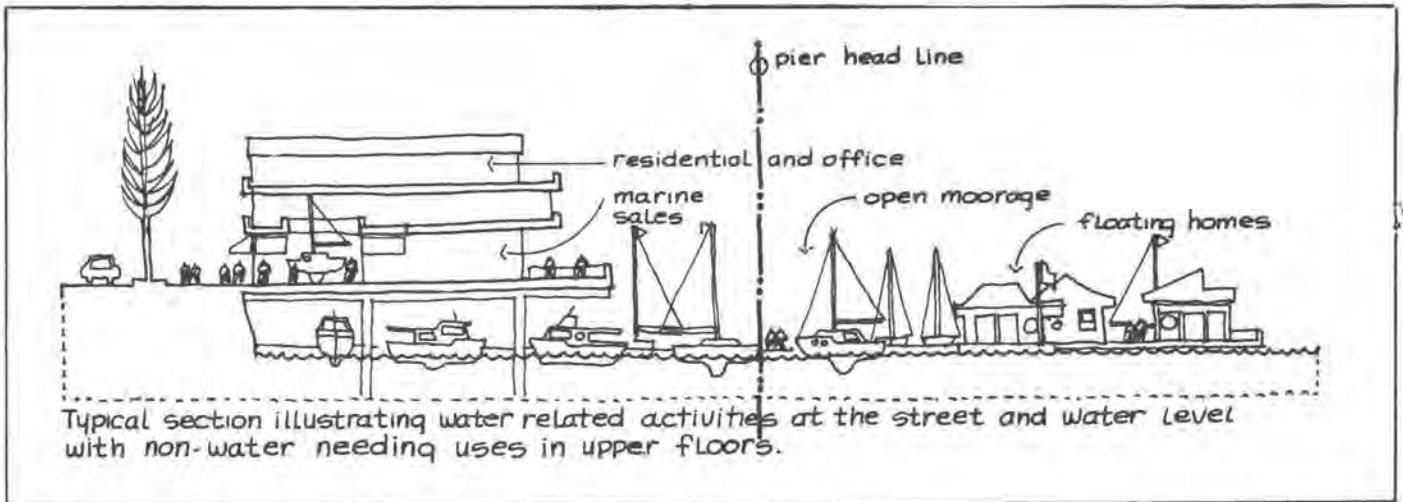 pier head line
residential and office
marine
sales
open moorage
floating homes
Typical section illustrating water related activities at the street and water level
with non-water needing uses in upper floors.